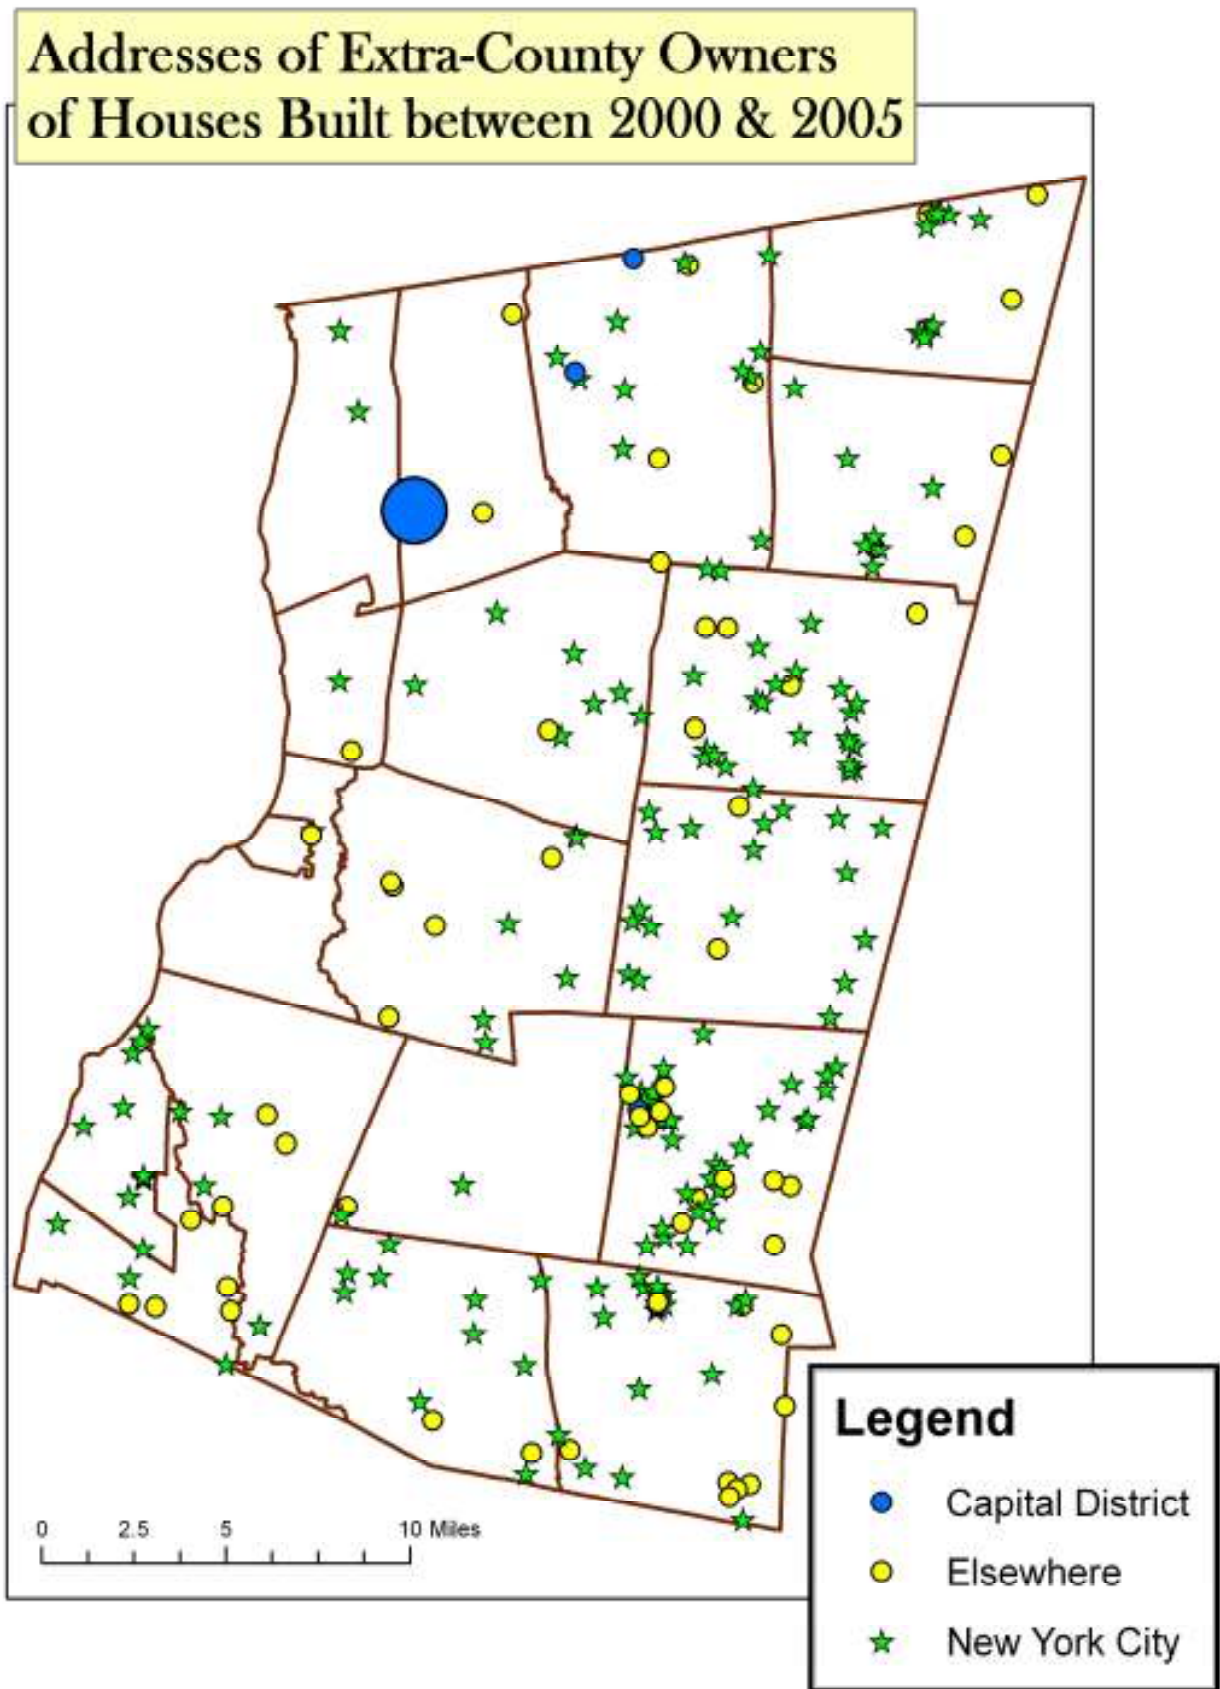 Addresses of Extra-County Owners
of Houses Built between 2000 & 2005
0 2.5 5 10 Miles
Legend
Capital District
Elsewhere
New York City